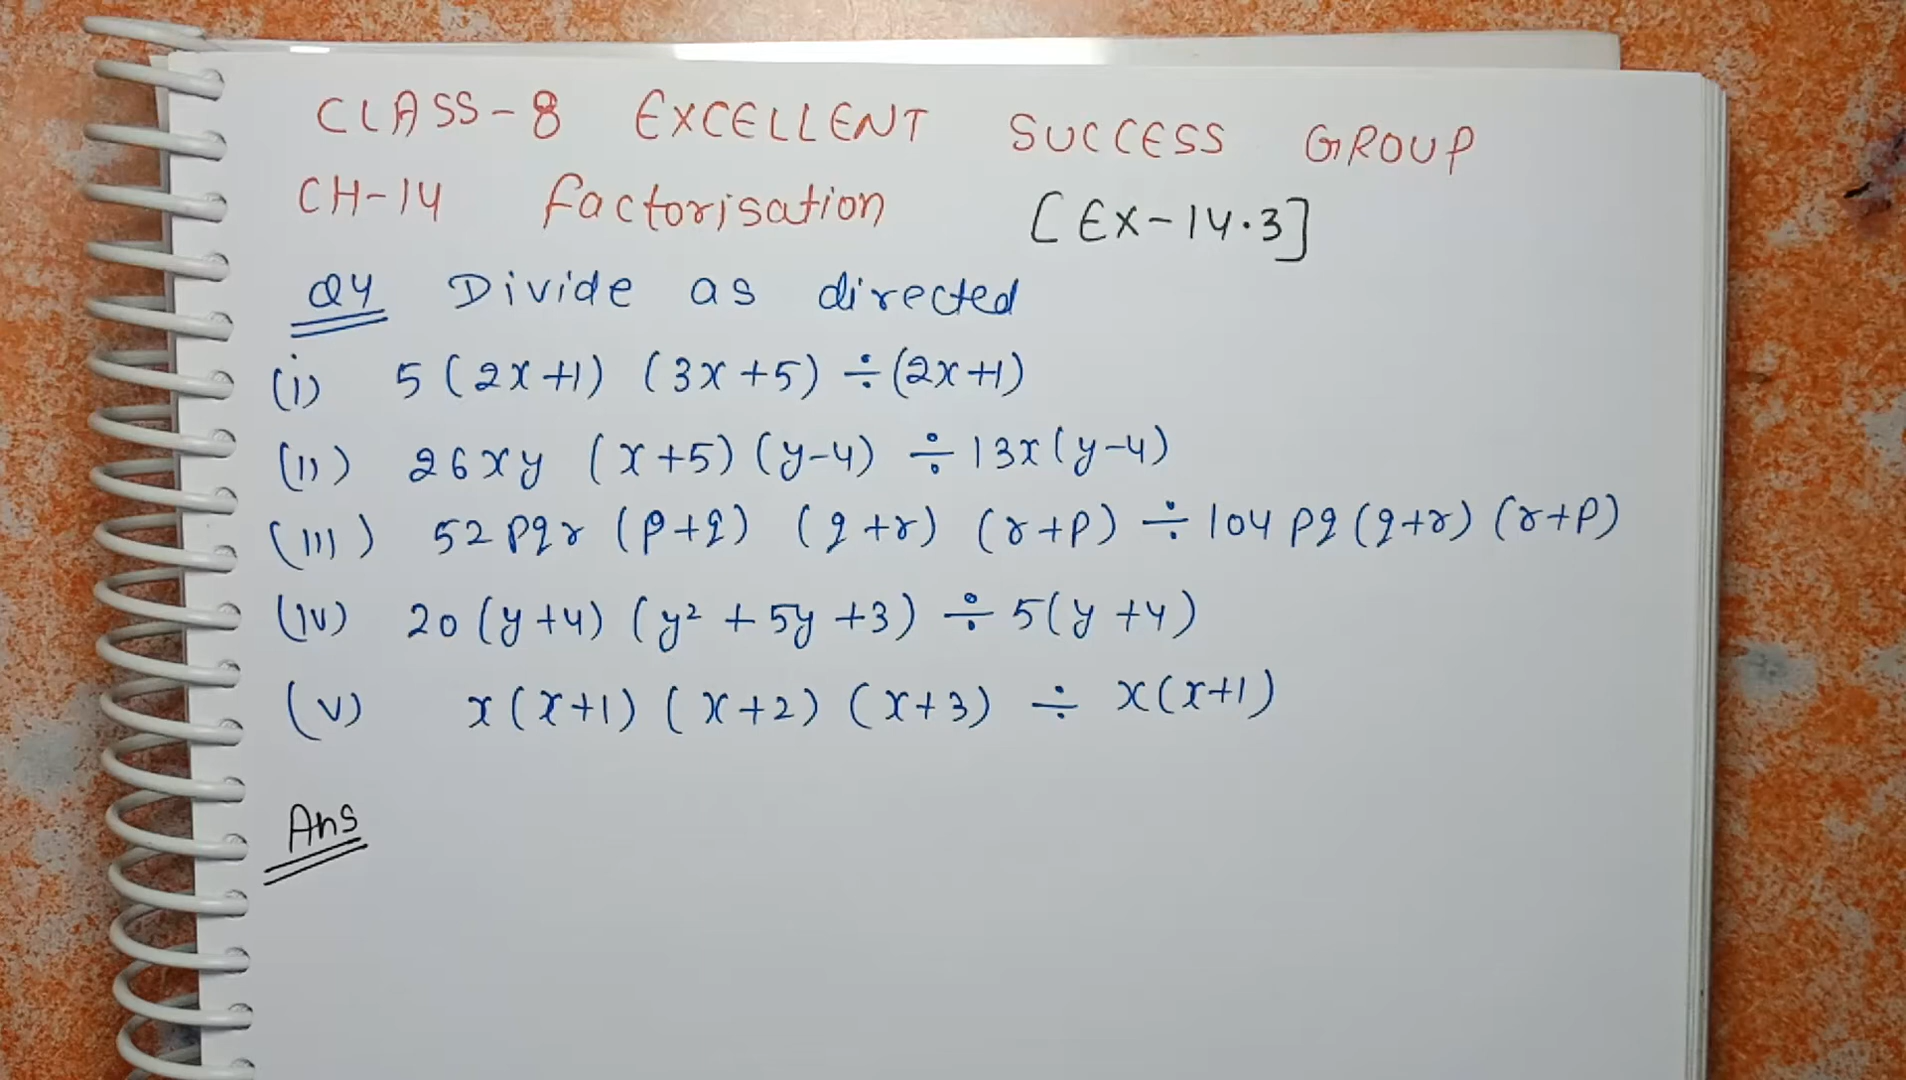 CLASS-8 EXCELLENT SUCCESS GROUP
CH-14 Factorisation [EX-14.3]
Q4 Divide as directed
(i) 5(2x+1) (3x+5) ÷ (2x+1)
(ii) 26xy (x+5) (y-4) ÷ 13x(y-4)
(iii) 52pqr (p+q) (q+r) (r+p) ÷ 104pq(q+r) (r+p)
(iv) 20(y+4) (y² + 5y +3) ÷ 5(y+4)
(v) x(x+1) (x+2) (x+3) ÷ x(x+1)
Ans